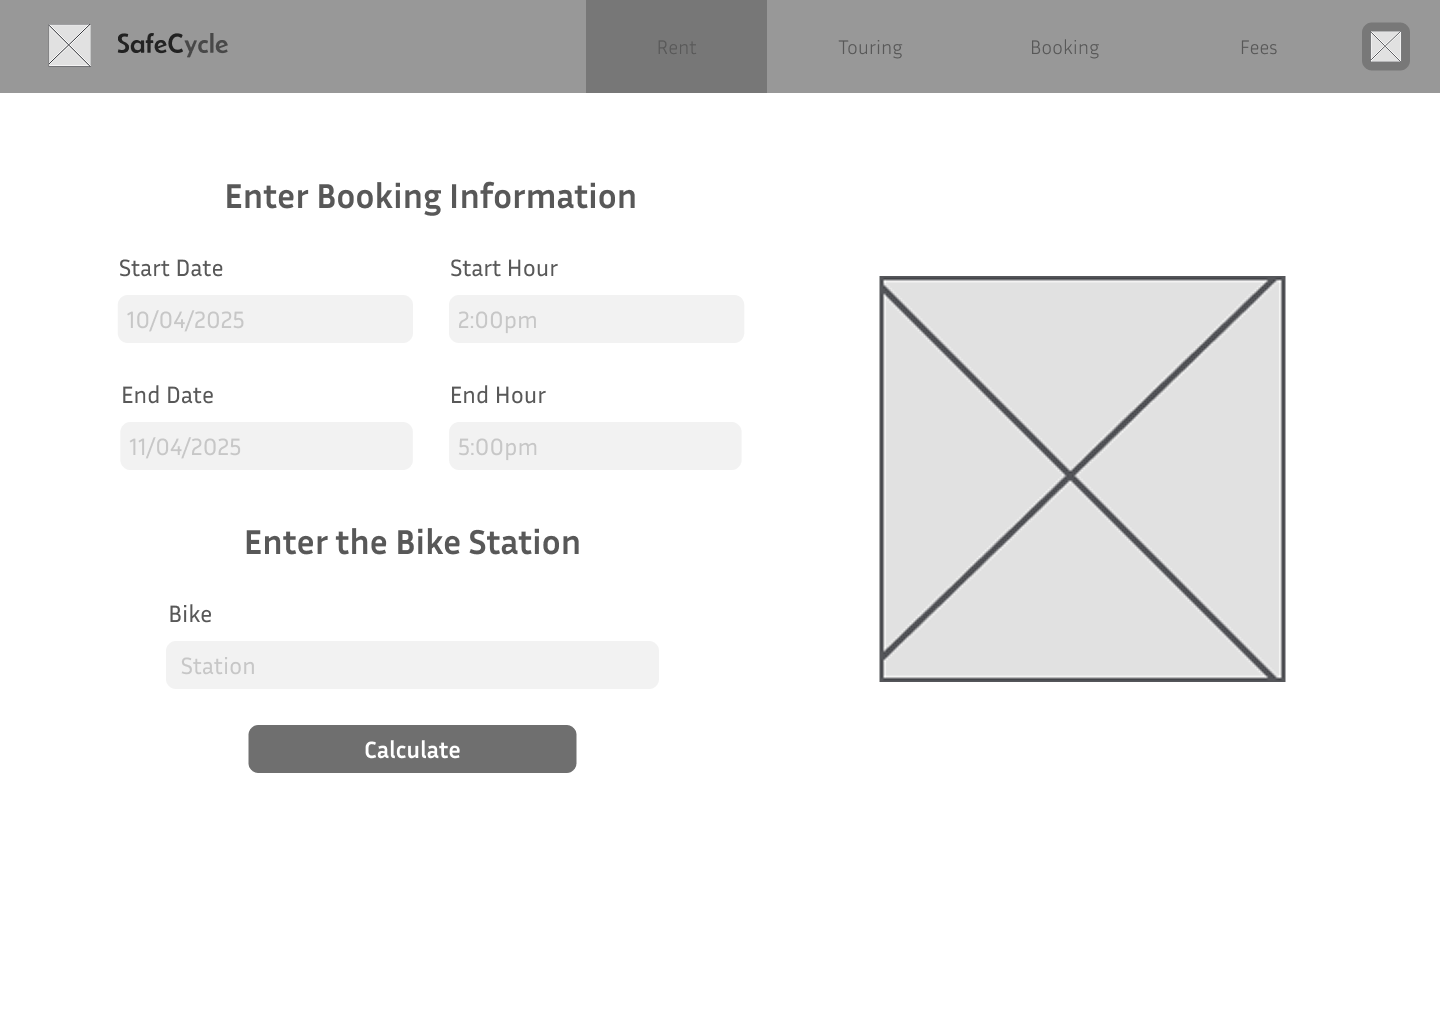 SafeCycle
Rent
Touring
Booking
Fees
Enter Booking Information
Start Date
Start Hour
10/04/2025
2:00pm
End Date
End Hour
11/04/2025
5:00pm
Enter the Bike Station
Bike
Station
Calculate